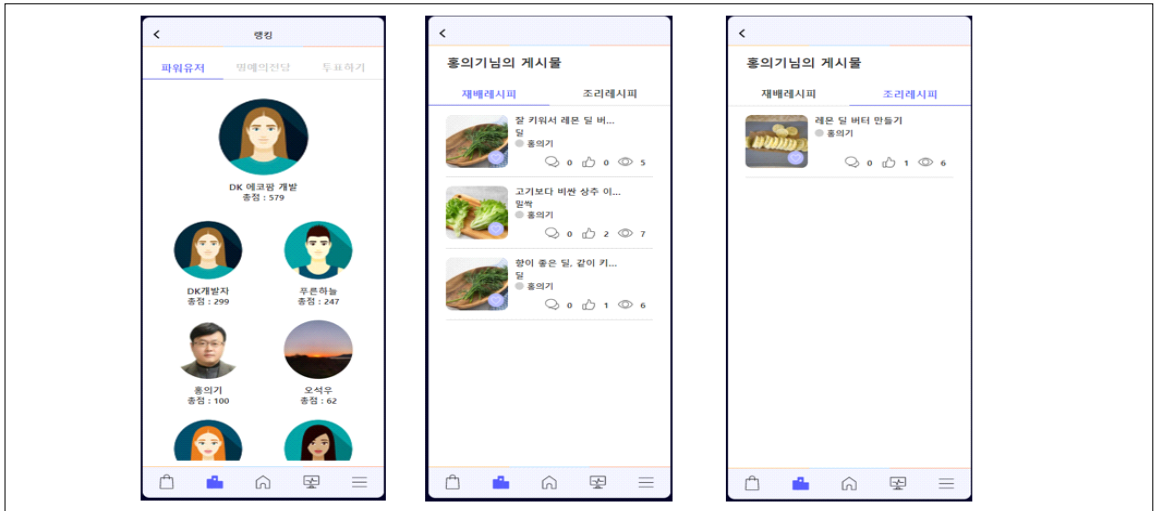 랭킹
파워유저 명예의전당 투표하기
DK 에코팜 개발
총점 : 579
DK개발자
총점 : 299
푸른하늘
총점 : 247
홍의기
총점 : 100
오석우
총점 : 62
홍의기님의 게시물
재배레시피 조리레시피
잘 키워서 레몬 딜 버...
딜
홍의기
0 0 5
고기보다 비싼 상추 이...
밀싹
홍의기
0 2 7
향이 좋은 딜, 같이 키...
딜
홍의기
0 1 6
홍의기님의 게시물
재배레시피 조리레시피
레몬 딜 버터 만들기
홍의기
0 1 6